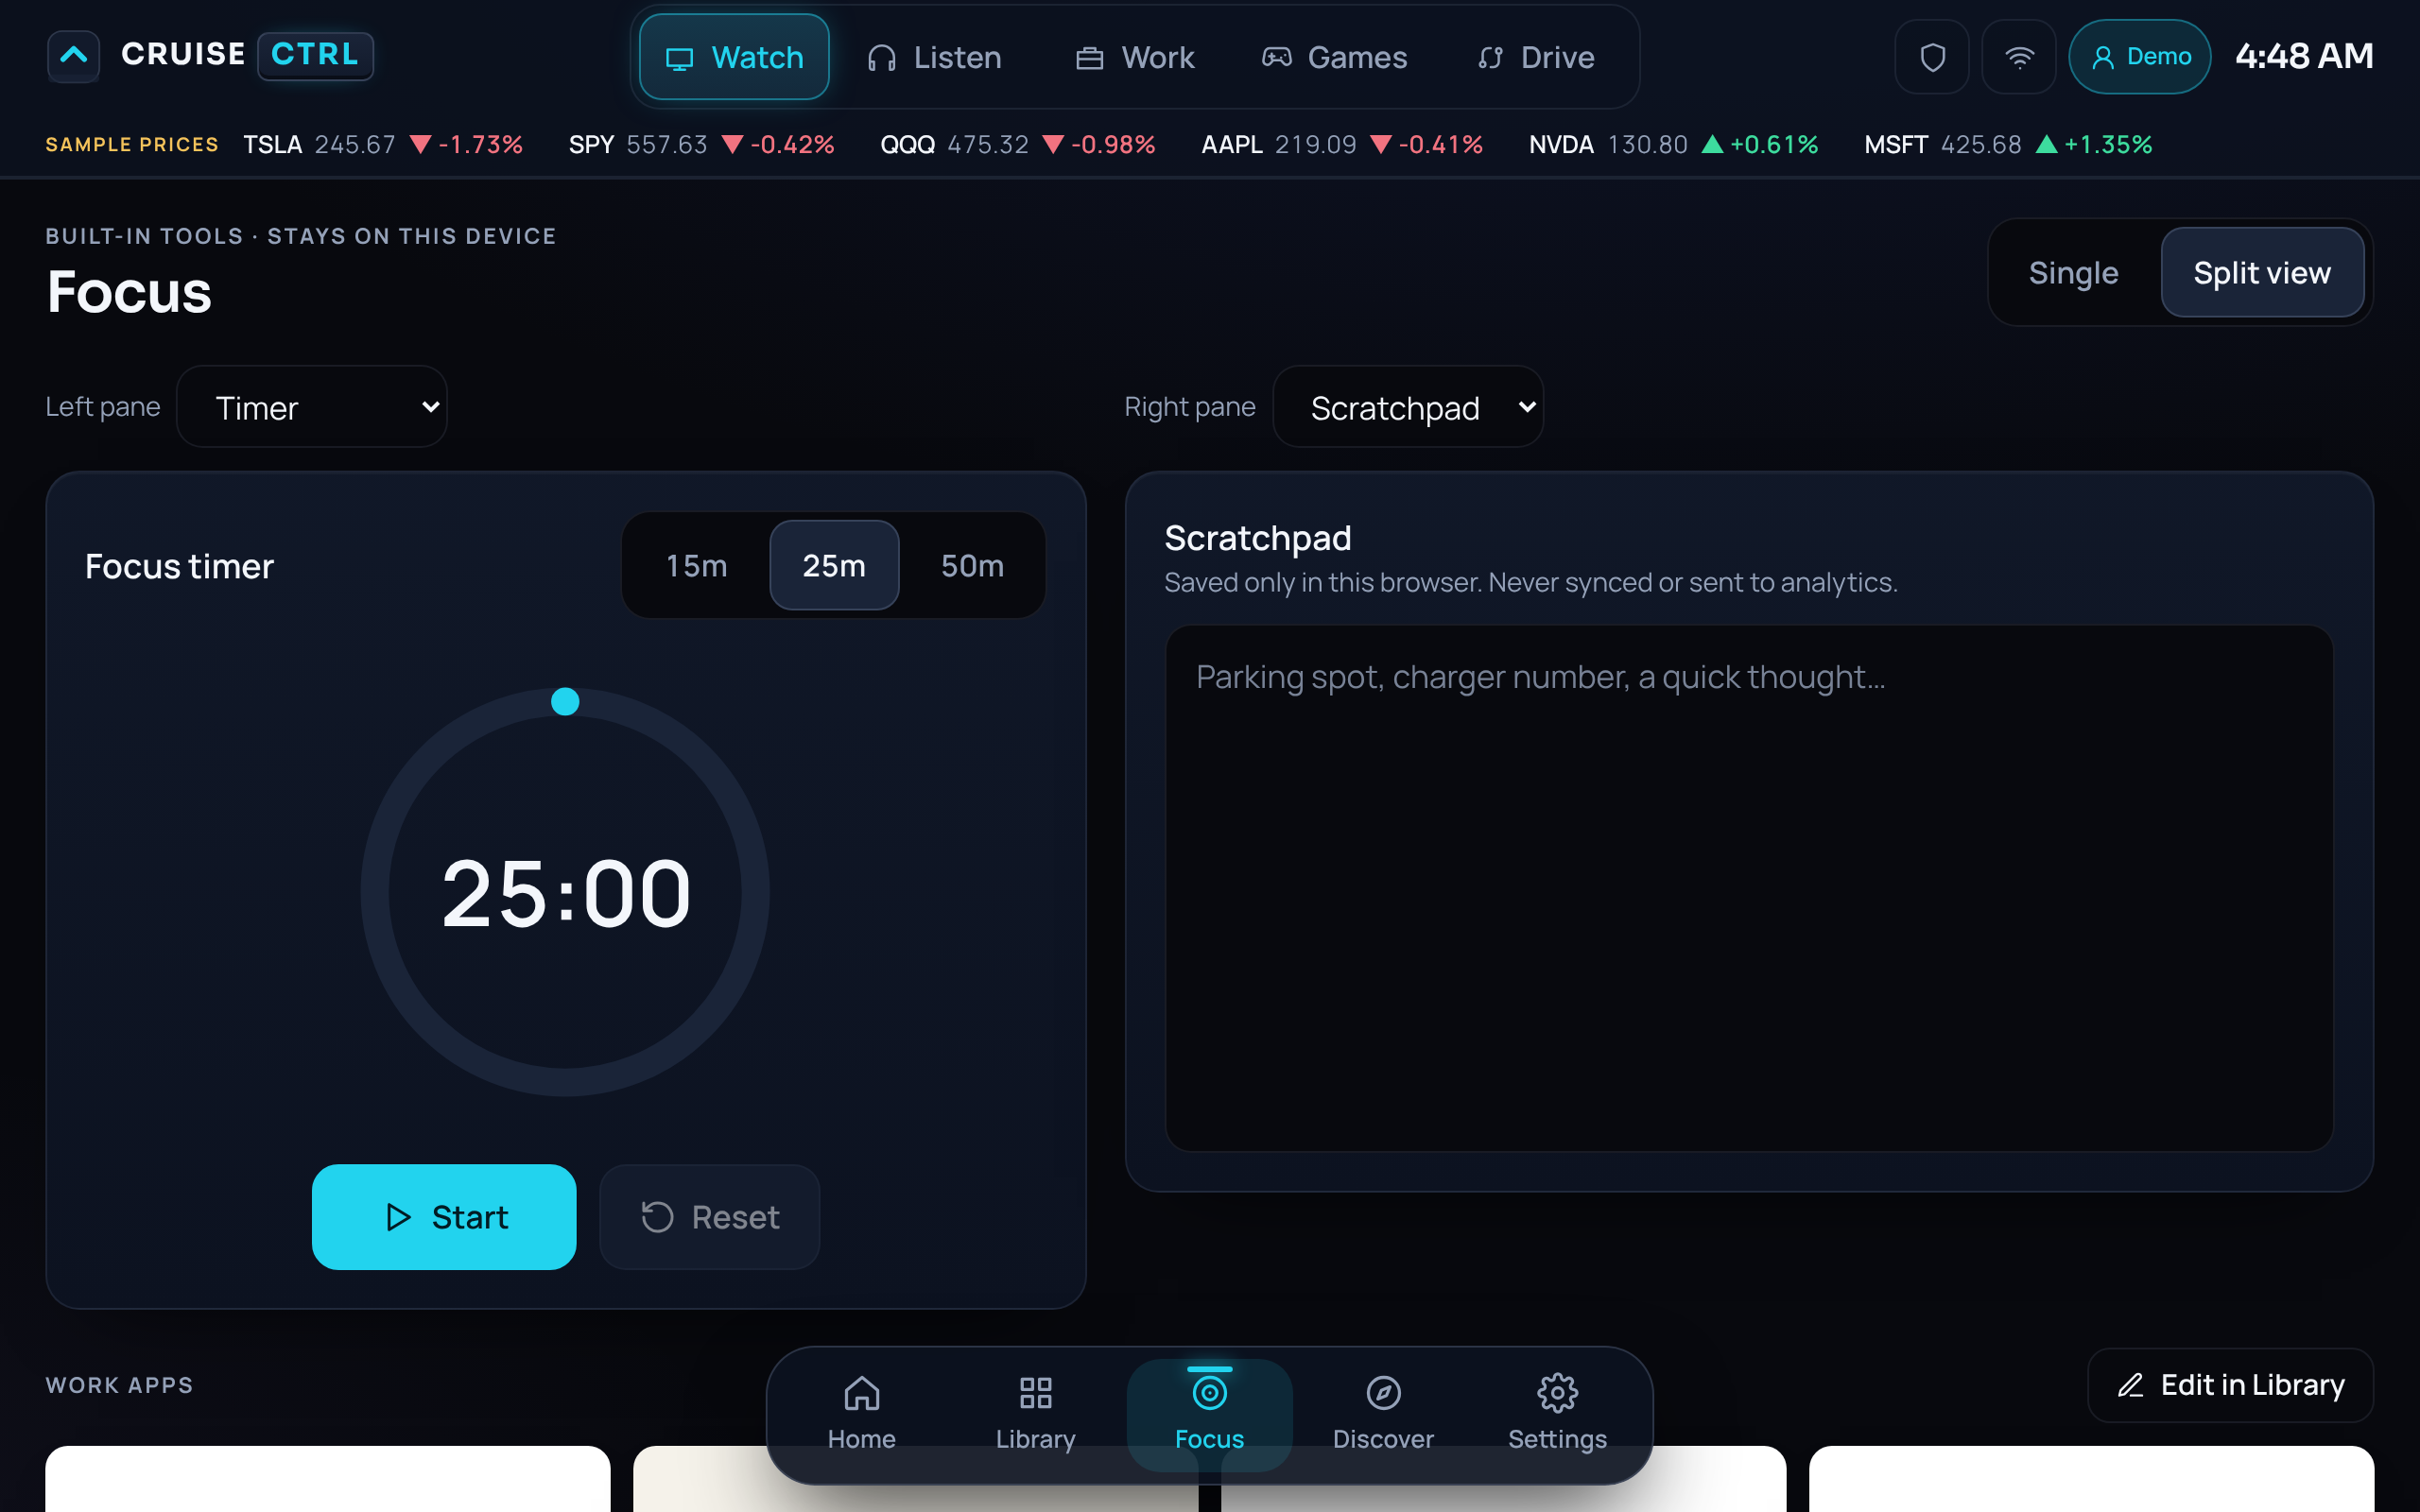 CRUISE CTRL
Watch Listen Work Games Drive
Demo 4:48 AM
SAMPLE PRICES TSLA 245.67 ▼ -1.73% SPY 557.63 ▼ -0.42% QQQ 475.32 ▼ -0.98% AAPL 219.09 ▼ -0.41% NVDA 130.80 ▲ +0.61% MSFT 425.68 ▲ +1.35%
BUILT-IN TOOLS · STAYS ON THIS DEVICE
Focus
Single Split view
Left pane Timer
Right pane Scratchpad
Focus timer
15m 25m 50m
25:00
Start Reset
Scratchpad
Saved only in this browser. Never synced or sent to analytics.
Parking spot, charger number, a quick thought…
WORK APPS
Edit in Library
Home Library Focus Discover Settings